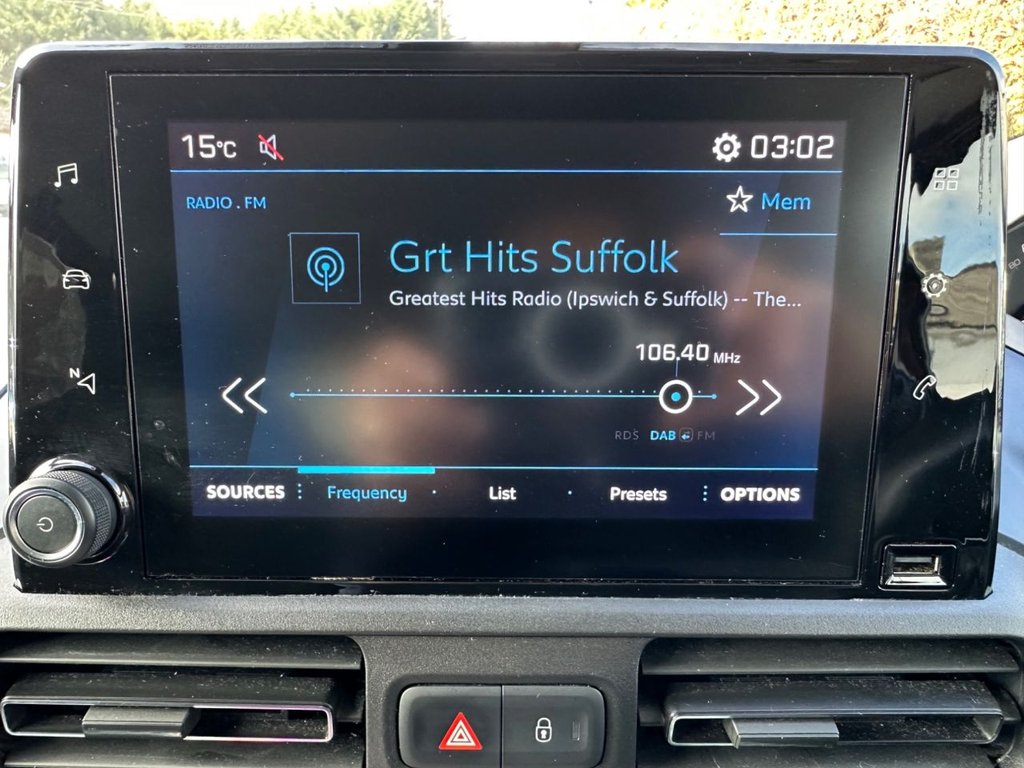 15°C 03:02
RADIO . FM
Mem
Grt Hits Suffolk
Greatest Hits Radio (Ipswich & Suffolk) -- The...
106.40 MHz
RDS DAB FM
SOURCES Frequency List Presets OPTIONS
N
80